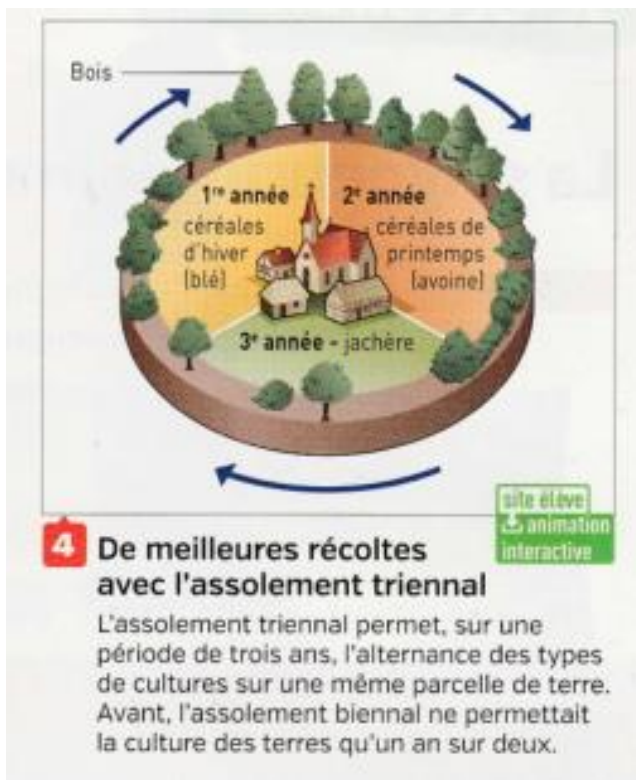 Bois
1re année
céréales
d'hiver
(blé)
2e année
céréales de
printemps
(avoine)
3e année - jachère
site élève
animation
interactive
4 De meilleures récoltes
avec l'assolement triennal
L'assolement triennal permet, sur une
période de trois ans, l'alternance des types
de cultures sur une même parcelle de terre.
Avant, l'assolement biennal ne permettait
la culture des terres qu'un an sur deux.